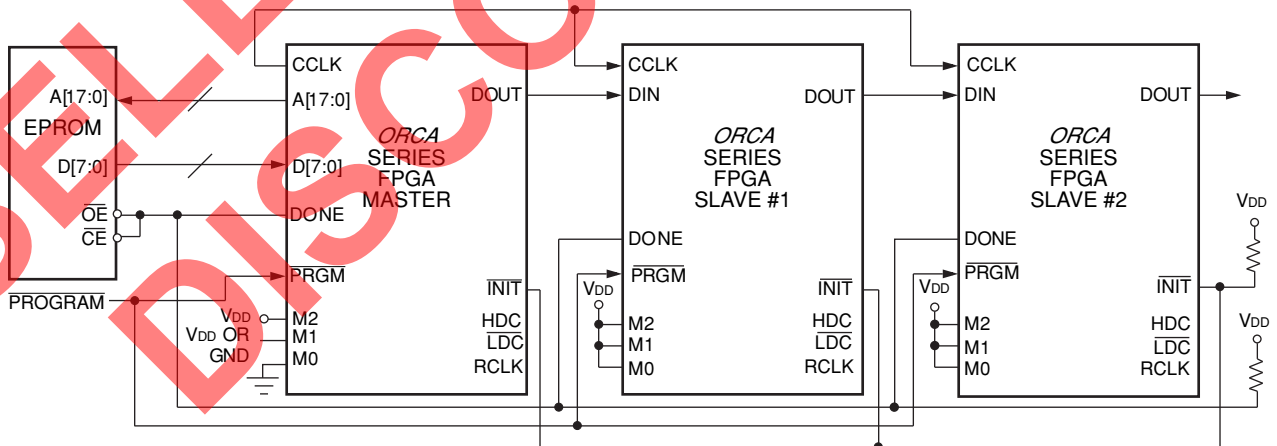 A[17:0]
EPROM
D[7:0]
OE
CE
PROGRAM
CCLK
A[17:0]
DOUT
D[7:0]
ORCA
SERIES
FPGA
MASTER
DONE
PRGM
INIT
VDD
M2
VDD OR
M1
GND
M0
HDC
LDC
RCLK
CCLK
DIN
DOUT
ORCA
SERIES
FPGA
SLAVE #1
DONE
PRGM
INIT
VDD
M2
M1
M0
HDC
LDC
RCLK
CCLK
DIN
DOUT
ORCA
SERIES
FPGA
SLAVE #2
DONE
PRGM
INIT
VDD
M2
M1
M0
HDC
LDC
RCLK
VDD
VDD